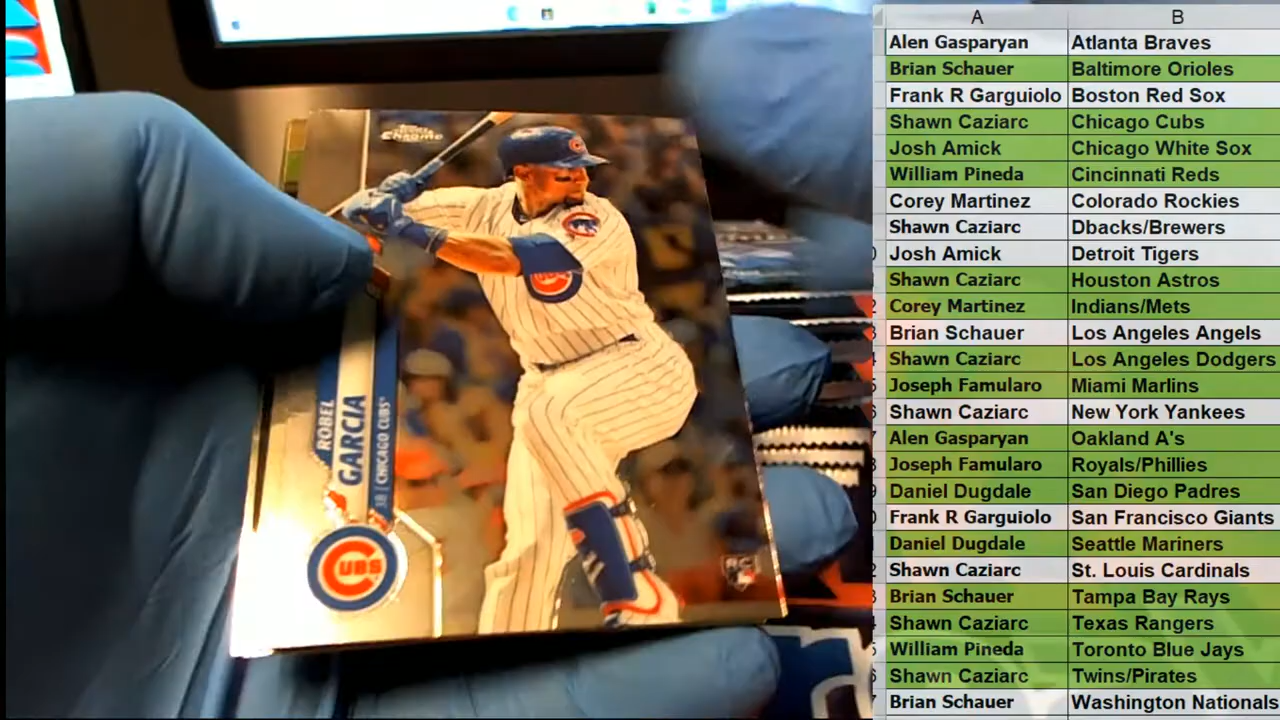 Topps
Chrome
ROBEL
GARCIA
3B | CHICAGO CUBS
CUBS
RC
A B
Alen Gasparyan Atlanta Braves
Brian Schauer Baltimore Orioles
Frank R Garguiolo Boston Red Sox
Shawn Caziarc Chicago Cubs
Josh Amick Chicago White Sox
William Pineda Cincinnati Reds
Corey Martinez Colorado Rockies
Shawn Caziarc Dbacks/Brewers
Josh Amick Detroit Tigers
Shawn Caziarc Houston Astros
Corey Martinez Indians/Mets
Brian Schauer Los Angeles Angels
Shawn Caziarc Los Angeles Dodgers
Joseph Famularo Miami Marlins
Shawn Caziarc New York Yankees
Alen Gasparyan Oakland A's
Joseph Famularo Royals/Phillies
Daniel Dugdale San Diego Padres
Frank R Garguiolo San Francisco Giants
Daniel Dugdale Seattle Mariners
Shawn Caziarc St. Louis Cardinals
Brian Schauer Tampa Bay Rays
Shawn Caziarc Texas Rangers
William Pineda Toronto Blue Jays
Shawn Caziarc Twins/Pirates
Brian Schauer Washington Nationals